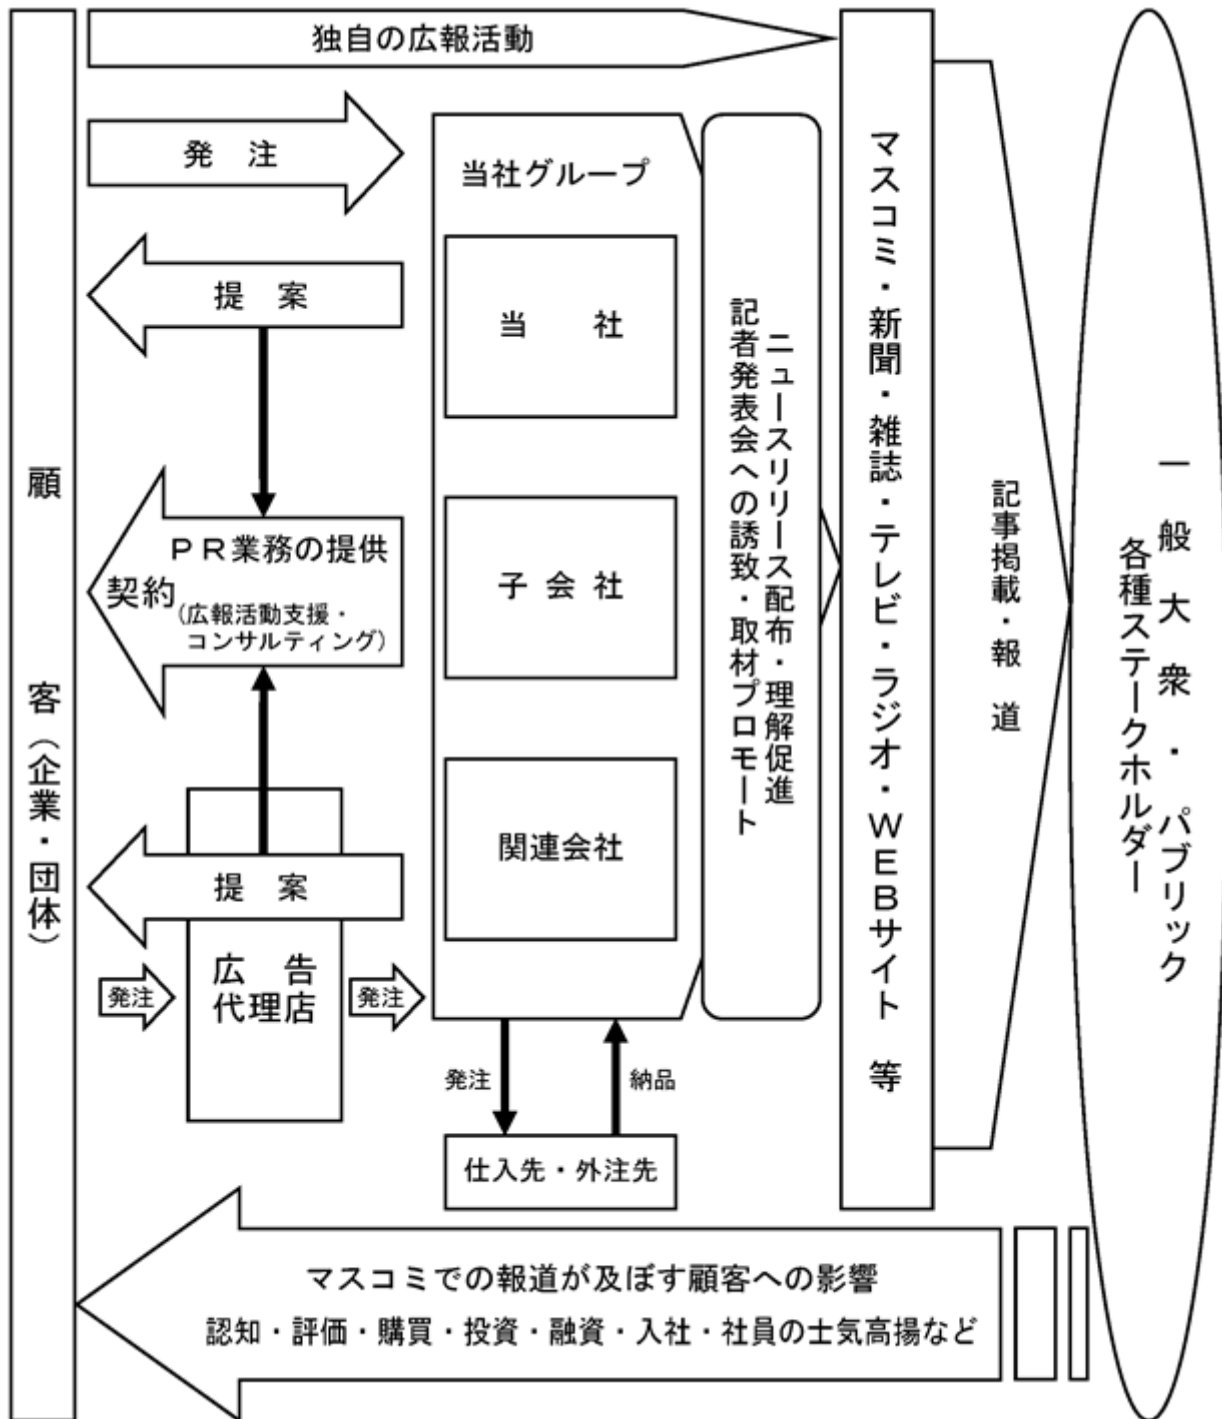 独自の広報活動
発　注
提　案
ＰＲ業務の提供
契約
(広報活動支援・
コンサルティング)
提　案
広　告
代理店
発注
発注
顧　客（企業・団体）
当社グループ
当　社
子 会 社
関連会社
発注
納品
仕入先・外注先
ニュースリリース配布・理解促進
記者発表会への誘致・取材プロモート
マスコミ・新聞・雑誌・テレビ・ラジオ・ＷＥＢサイト　等
記事掲載・報　道
一　般　大　衆　・　パブリック
各種ステークホルダー
マスコミでの報道が及ぼす顧客への影響
認知・評価・購買・投資・融資・入社・社員の士気高揚など